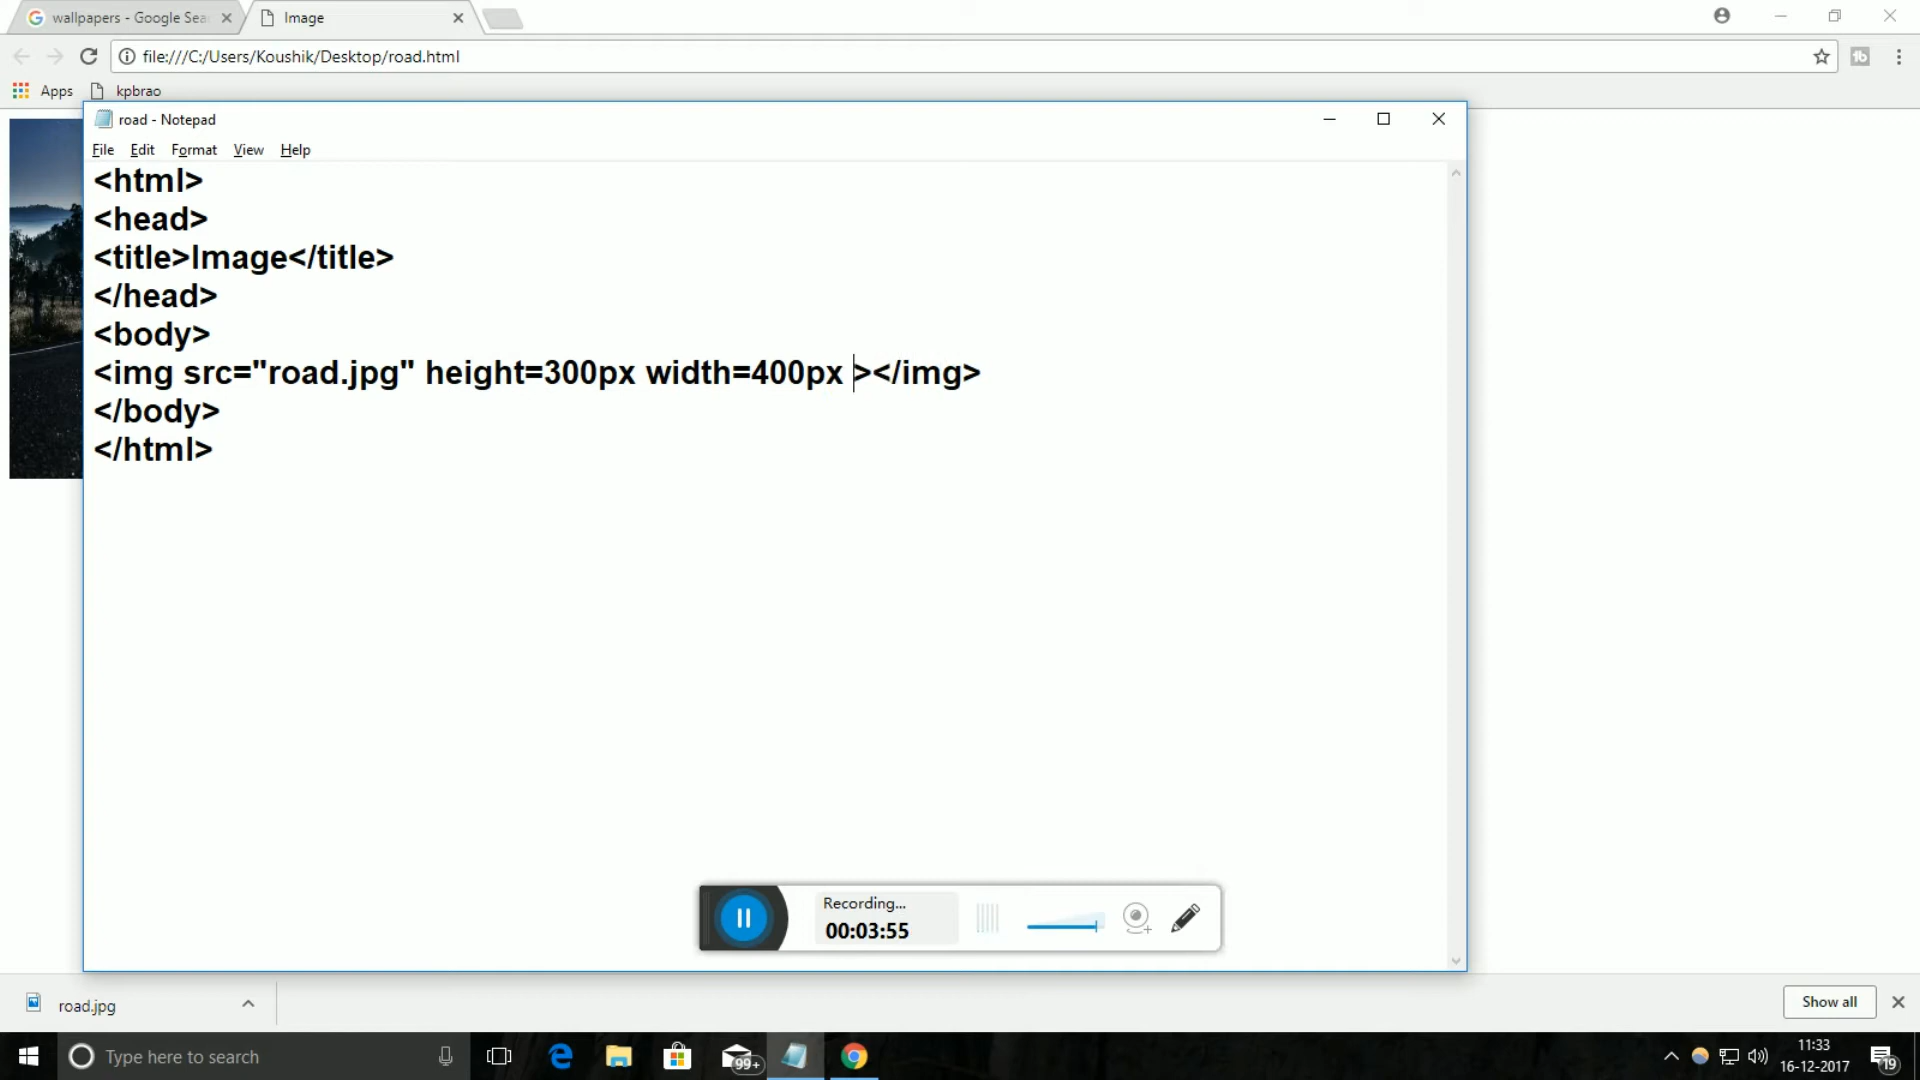 wallpapers - Google Sea
Image
file:///C:/Users/Koushik/Desktop/road.html
Apps
kpbrao
road - Notepad
File Edit Format View Help
<html>
<head>
<title>Image</title>
</head>
<body>
<img src="road.jpg" height=300px width=400px ></img>
</body>
</html>
Recording...
00:03:55
road.jpg
Show all
Type here to search
99+
11:33
16-12-2017
19